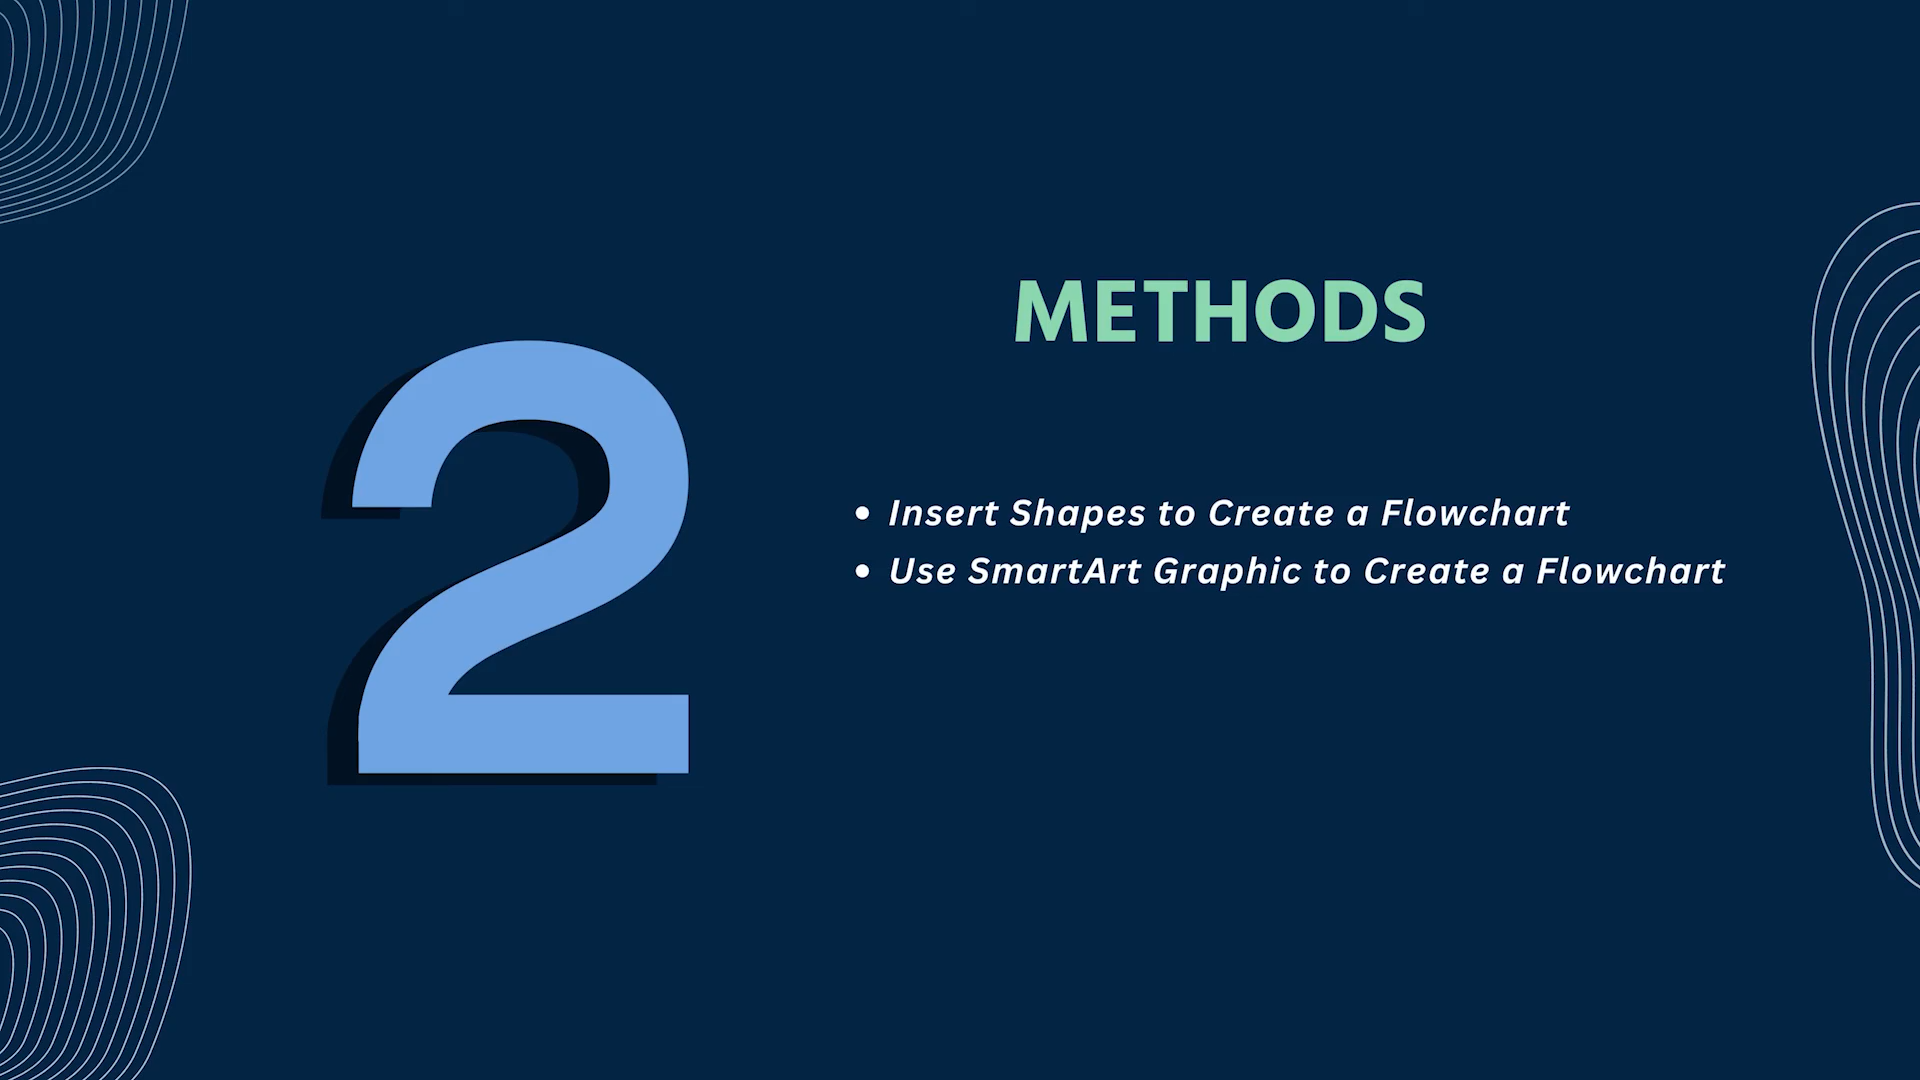 2
METHODS
• Insert Shapes to Create a Flowchart
• Use SmartArt Graphic to Create a Flowchart